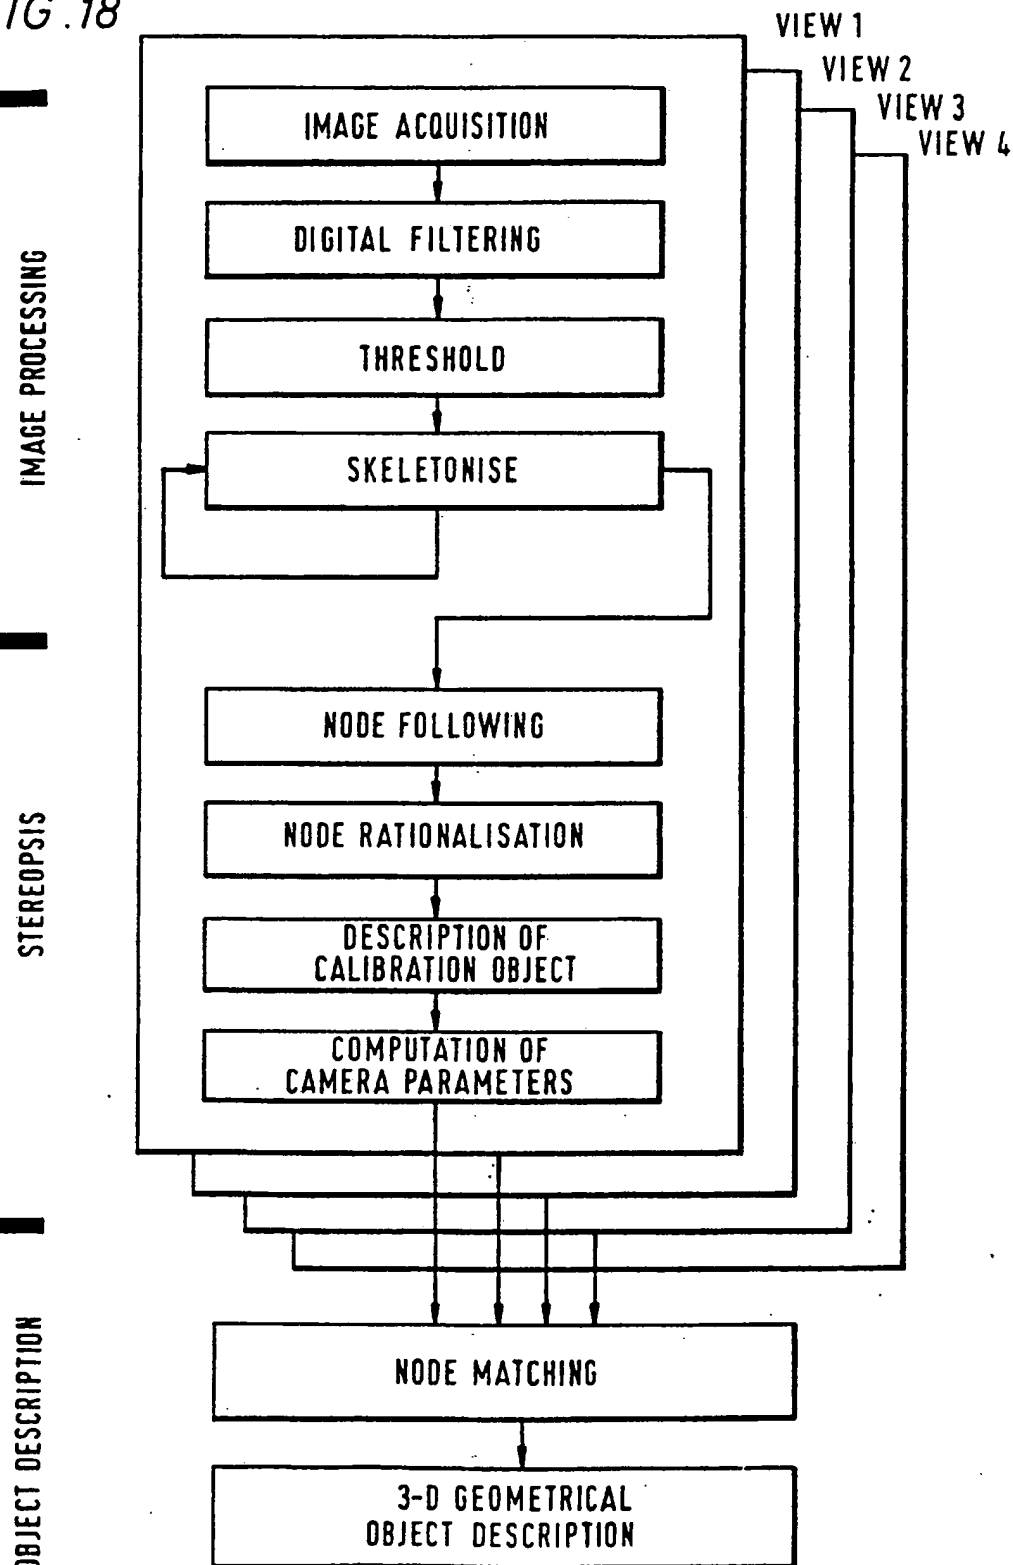 IG.18
VIEW 1
VIEW 2
VIEW 3
VIEW 4
IMAGE PROCESSING
IMAGE ACQUISITION
DIGITAL FILTERING
THRESHOLD
SKELETONISE
STEREOPSIS
NODE FOLLOWING
NODE RATIONALISATION
DESCRIPTION OF
CALIBRATION OBJECT
COMPUTATION OF
CAMERA PARAMETERS
OBJECT DESCRIPTION
NODE MATCHING
3-D GEOMETRICAL
OBJECT DESCRIPTION